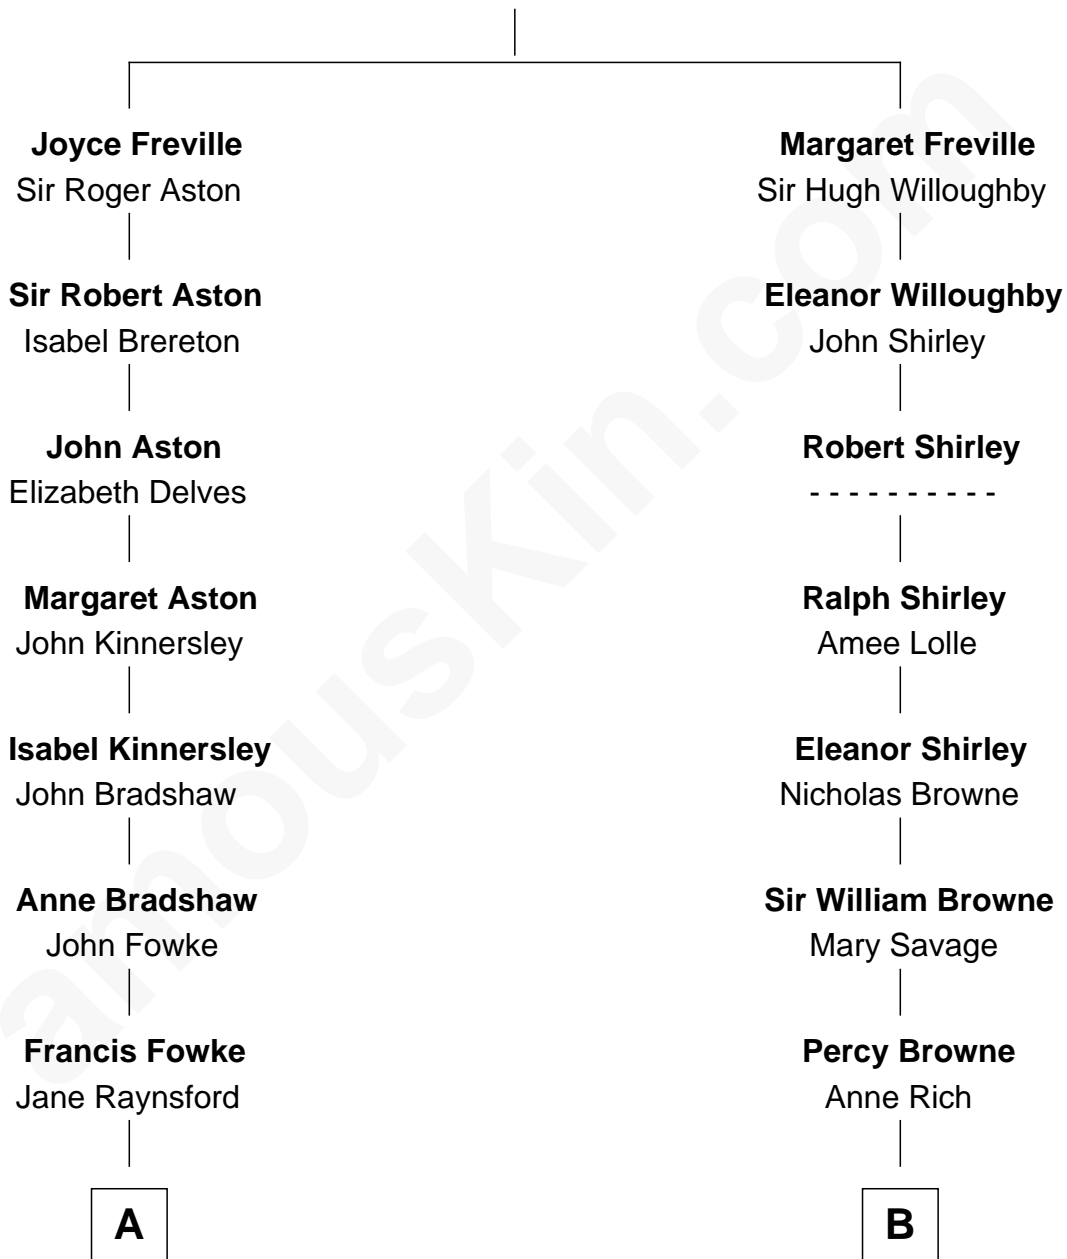 Joyce Freville
Sir Roger Aston
Sir Robert Aston
Isabel Brereton
John Aston
Elizabeth Delves
Margaret Aston
John Kinnersley
Isabel Kinnersley
John Bradshaw
Anne Bradshaw
John Fowke
Francis Fowke
Jane Raynsford
A
Margaret Freville
Sir Hugh Willoughby
Eleanor Willoughby
John Shirley
Robert Shirley
- - - - - - - - - -
Ralph Shirley
Amee Lolle
Eleanor Shirley
Nicholas Browne
Sir William Browne
Mary Savage
Percy Browne
Anne Rich
B
amousKin.com